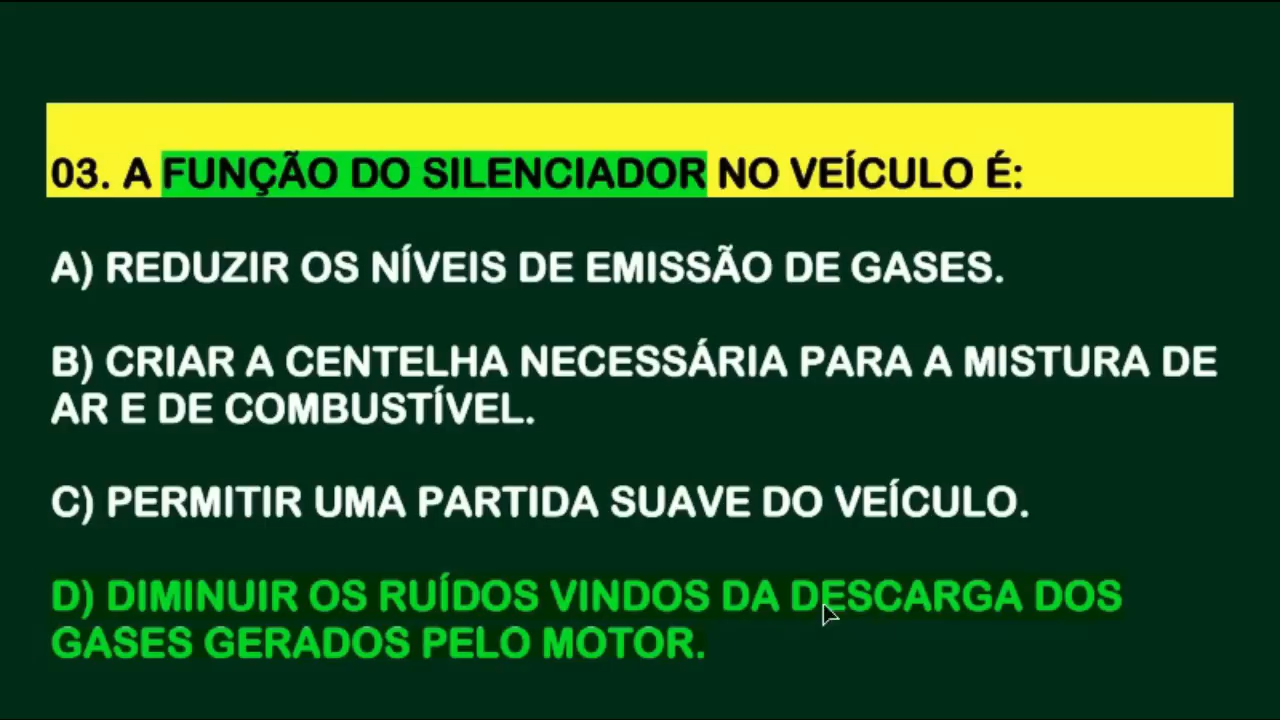 03. A FUNÇÃO DO SILENCIADOR NO VEÍCULO É:
A) REDUZIR OS NÍVEIS DE EMISSÃO DE GASES.
B) CRIAR A CENTELHA NECESSÁRIA PARA A MISTURA DE
AR E DE COMBUSTÍVEL.
C) PERMITIR UMA PARTIDA SUAVE DO VEÍCULO.
D) DIMINUIR OS RUÍDOS VINDOS DA DESCARGA DOS
GASES GERADOS PELO MOTOR.